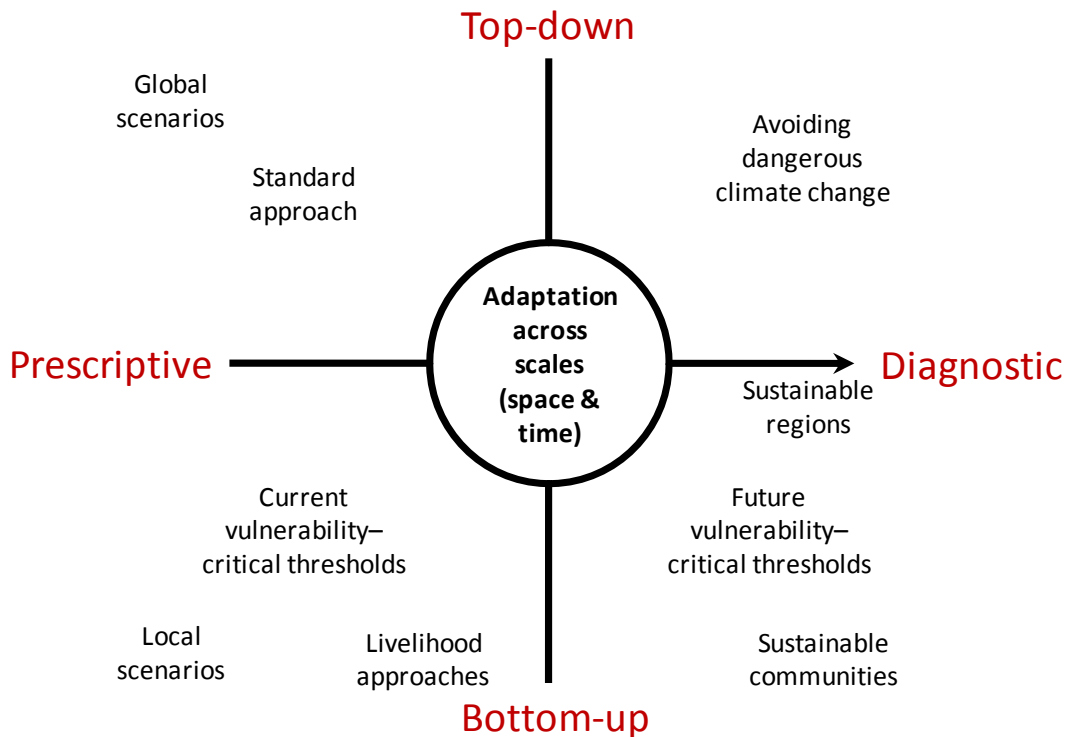 Top-down
Global
scenarios
Avoiding
dangerous
climate change
Standard
approach
Adaptation
across
scales
(space &
time)
Prescriptive
Diagnostic
Sustainable
regions
Current
vulnerability–
critical thresholds
Future
vulnerability–
critical thresholds
Local
scenarios
Livelihood
approaches
Sustainable
communities
Bottom-up